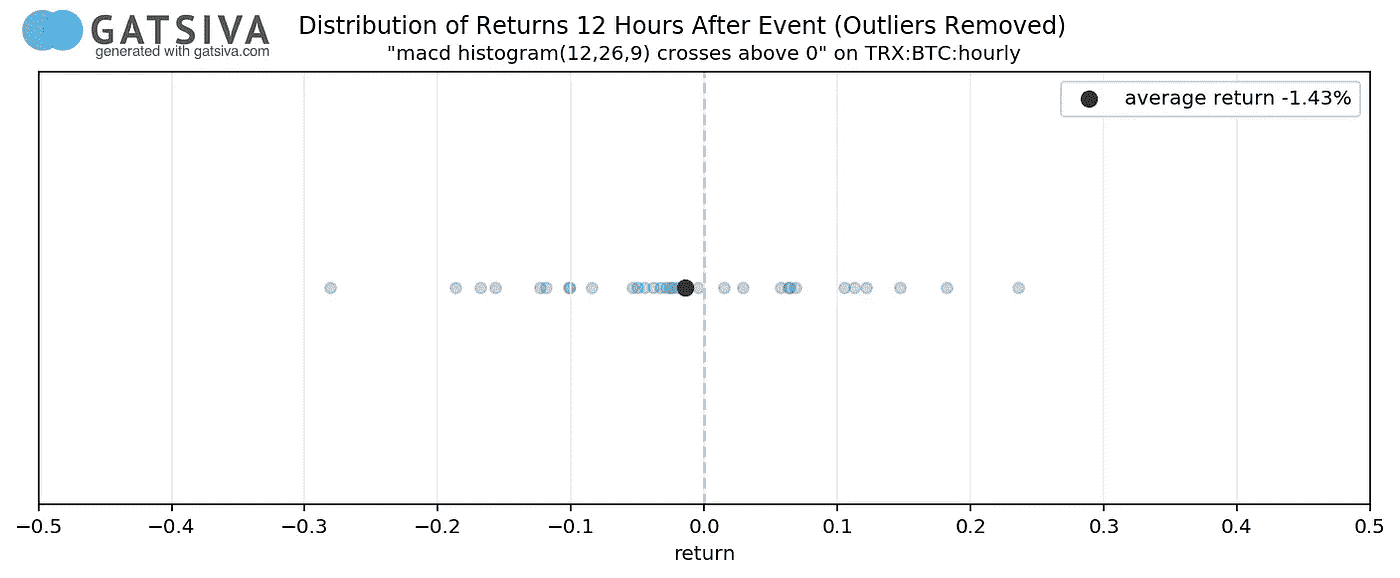 GATSIVA
generated with gatsiva.com
Distribution of Returns 12 Hours After Event (Outliers Removed)
"macd histogram(12,26,9) crosses above 0" on TRX:BTC:hourly
average return -1.43%
−0.5 −0.4 −0.3 −0.2 −0.1 0.0 0.1 0.2 0.3 0.4 0.5
return